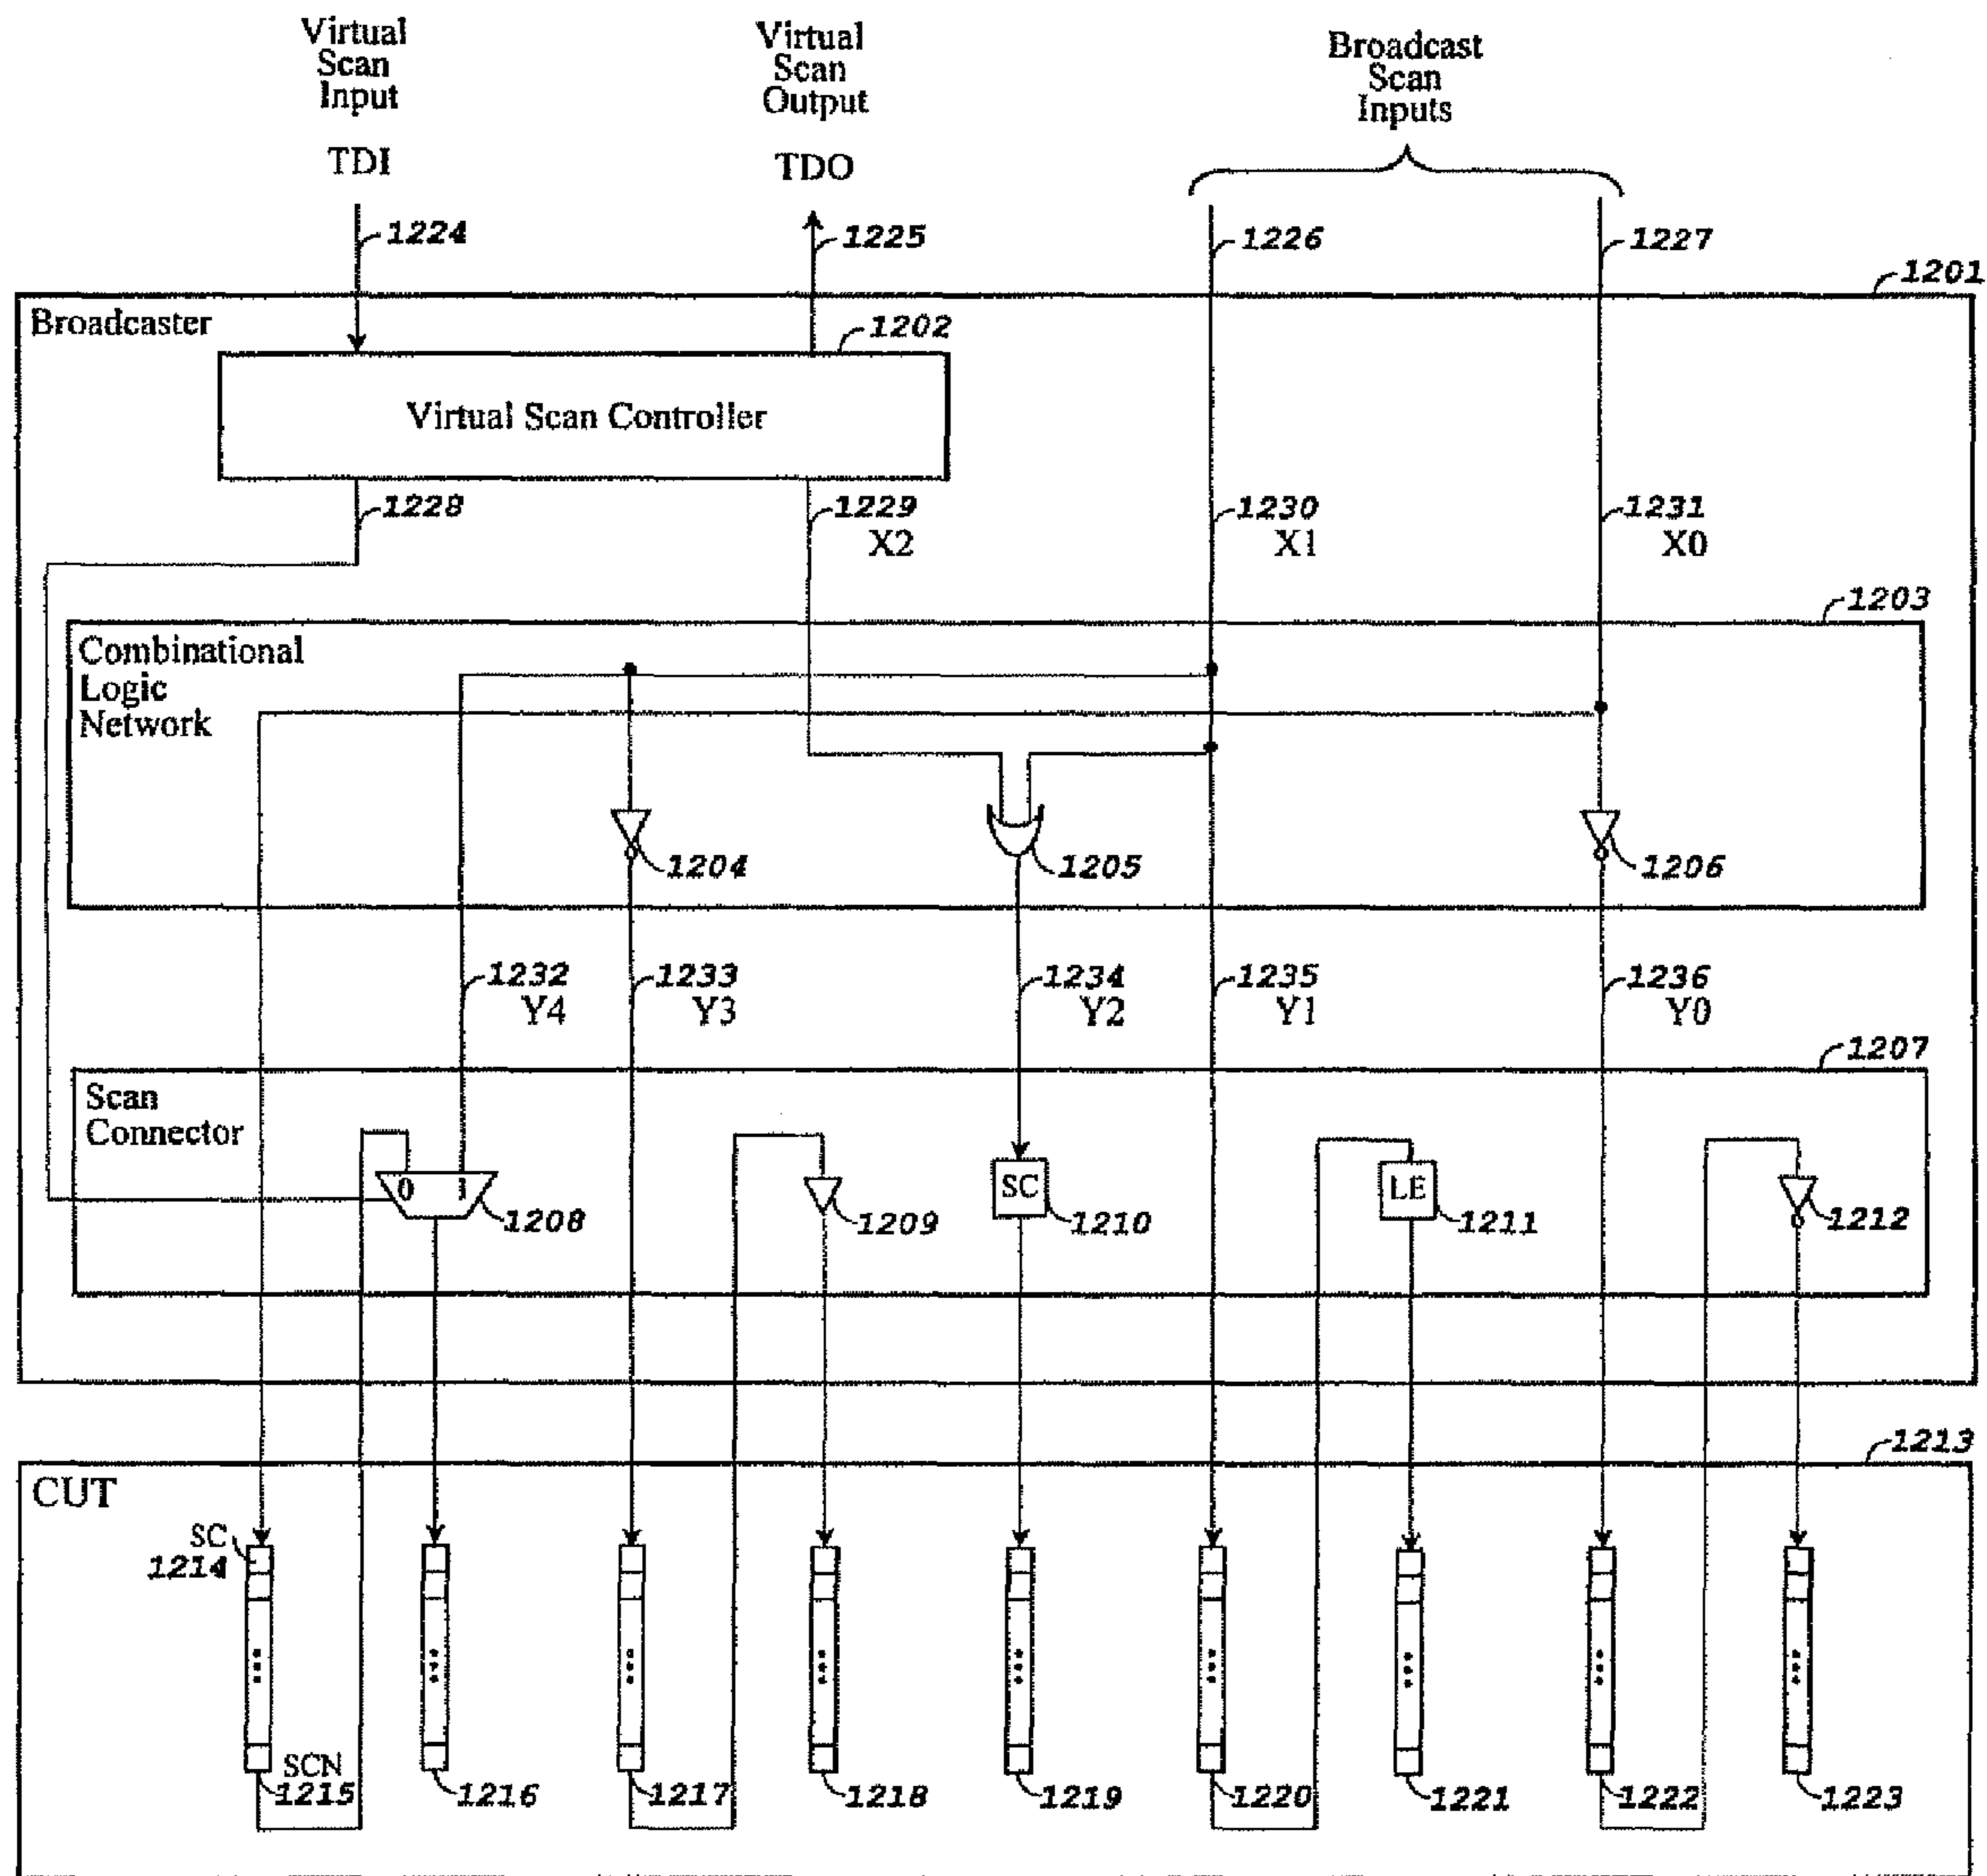 Virtual
Scan
Input
TDI
Virtual
Scan
Output
TDO
Broadcast
Scan
Inputs
1224
1225
1226
1227
1201
Broadcaster
1202
Virtual Scan Controller
1228
1229
X2
1230
X1
1231
X0
1203
Combinational
Logic
Network
1204
1205
1206
1232
Y4
1233
Y3
1234
Y2
1235
Y1
1236
Y0
1207
Scan
Connector
0
1
1208
1209
SC
1210
LE
1211
1212
1213
CUT
SC
1214
SCN
1215
1216
1217
1218
1219
1220
1221
1222
1223